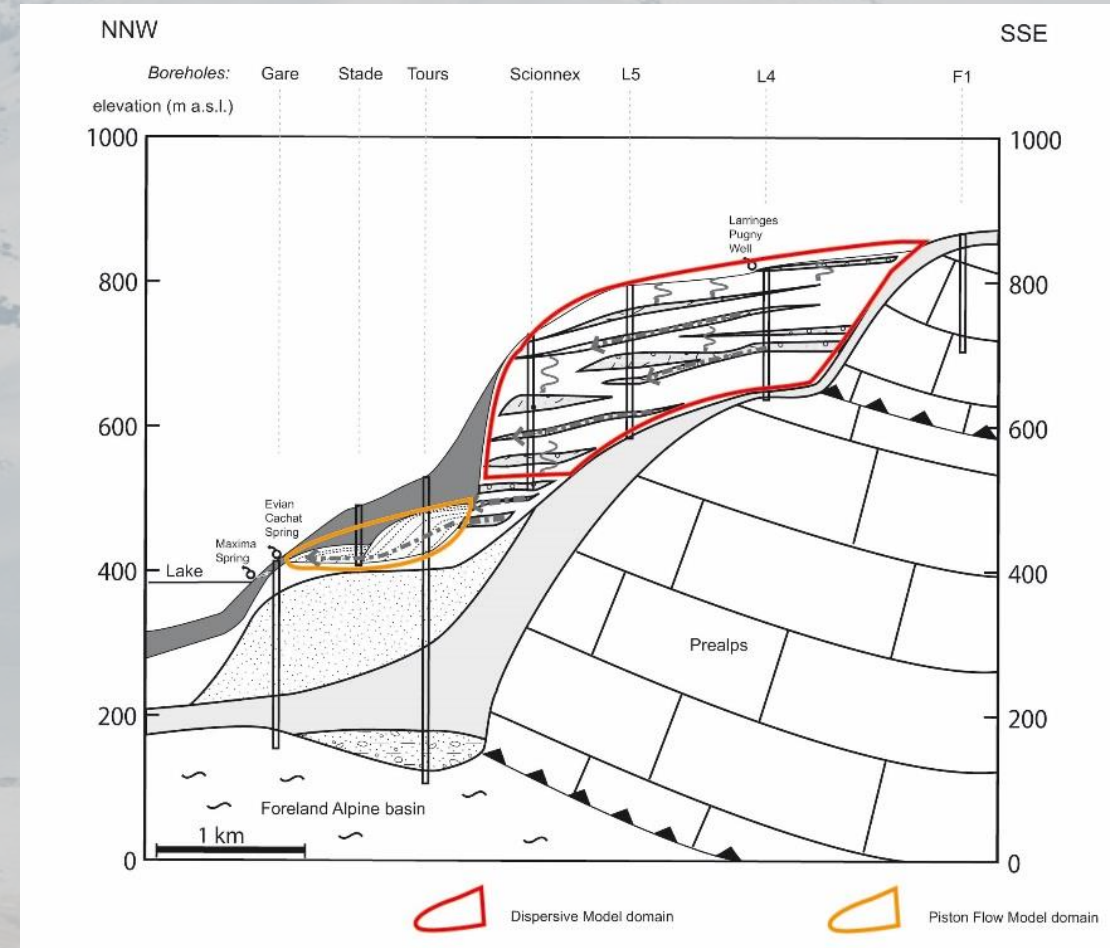 NNW
SSE
Boreholes: Gare Stade Tours Scionnex L5 L4 F1
elevation (m a.s.l.)
1000 1000
Larringes
Pugny
Well
800 800
600 600
Evian
Cachat
Spring
Maxima
Spring
Lake
400 400
Prealps
200 200
Foreland Alpine basin
1 km
0 0
Dispersive Model domain
Piston Flow Model domain